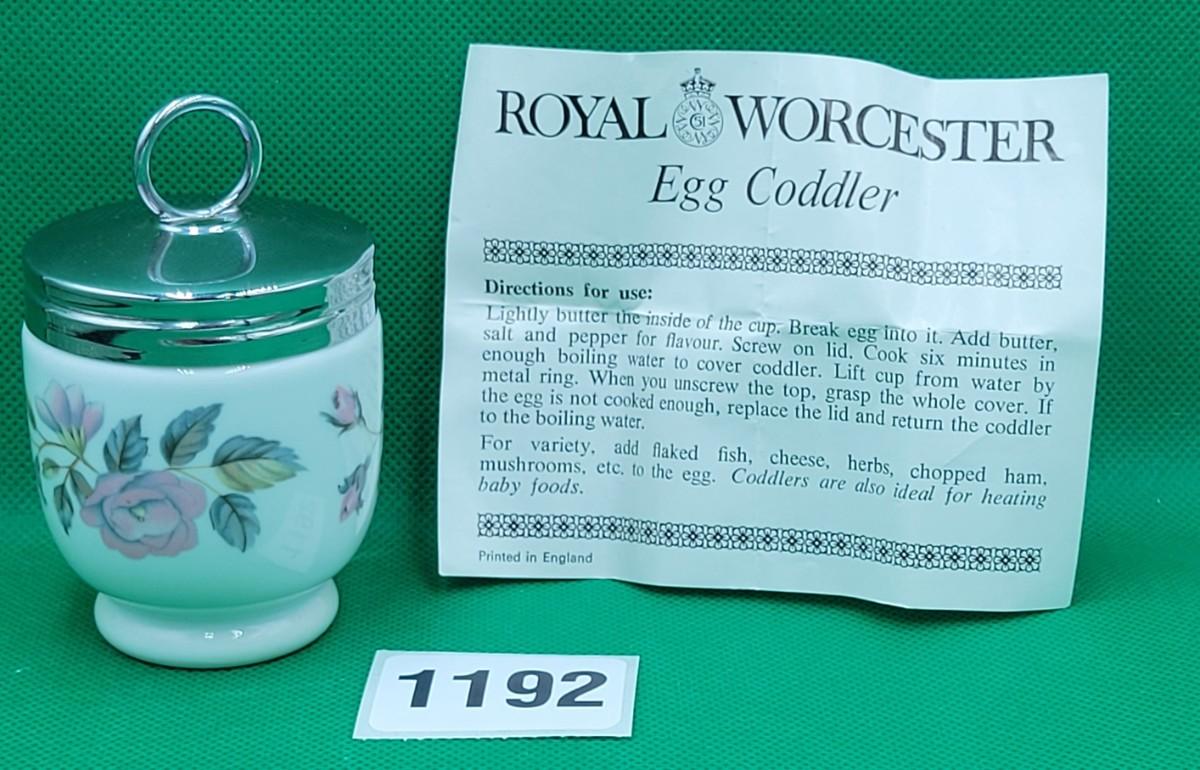 ROYAL WORCESTER
Egg Coddler
Directions for use:
Lightly butter the inside of the cup. Break egg into it. Add butter,
salt and pepper for flavour. Screw on lid. Cook six minutes in
enough boiling water to cover coddler. Lift cup from water by
metal ring. When you unscrew the top, grasp the whole cover. If
the egg is not cooked enough, replace the lid and return the coddler
to the boiling water.
For variety, add flaked fish, cheese, herbs, chopped ham,
mushrooms, etc. to the egg. Coddlers are also ideal for heating
baby foods.
Printed in England
1192